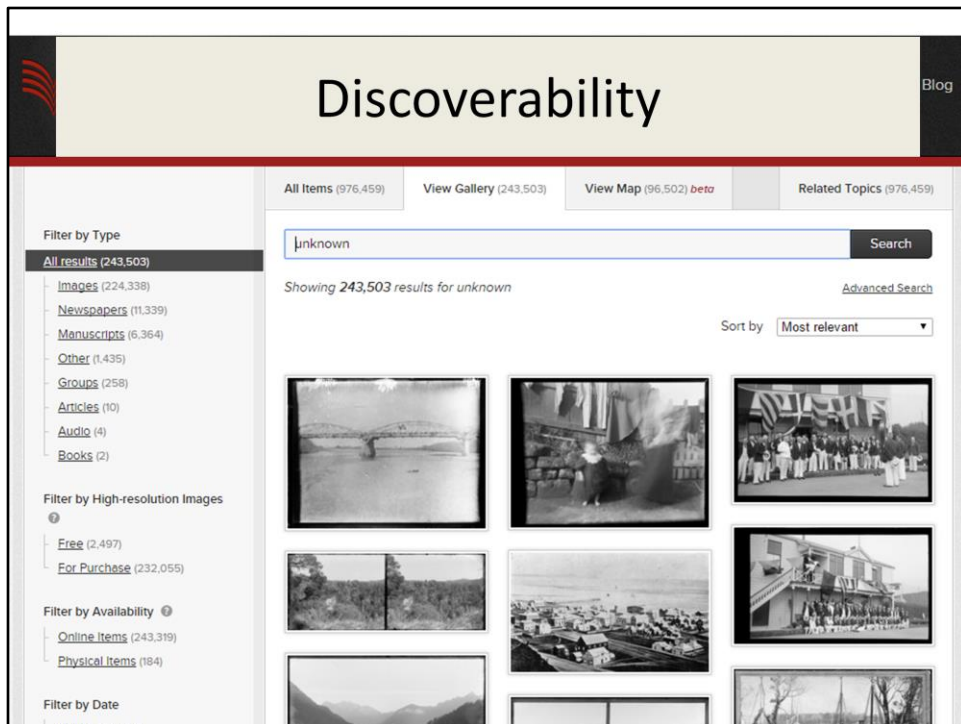 Discoverability
Blog
All Items (976,459)
View Gallery (243,503)
View Map (96,502) beta
Related Topics (976,459)
Filter by Type
All results (243,503)
Images (224,338)
Newspapers (11,339)
Manuscripts (6,364)
Other (1,435)
Groups (258)
Articles (10)
Audio (4)
Books (2)
Filter by High-resolution Images
Free (2,497)
For Purchase (232,055)
Filter by Availability
Online Items (243,319)
Physical Items (184)
Filter by Date
unknown
Search
Showing 243,503 results for unknown
Advanced Search
Sort by
Most relevant